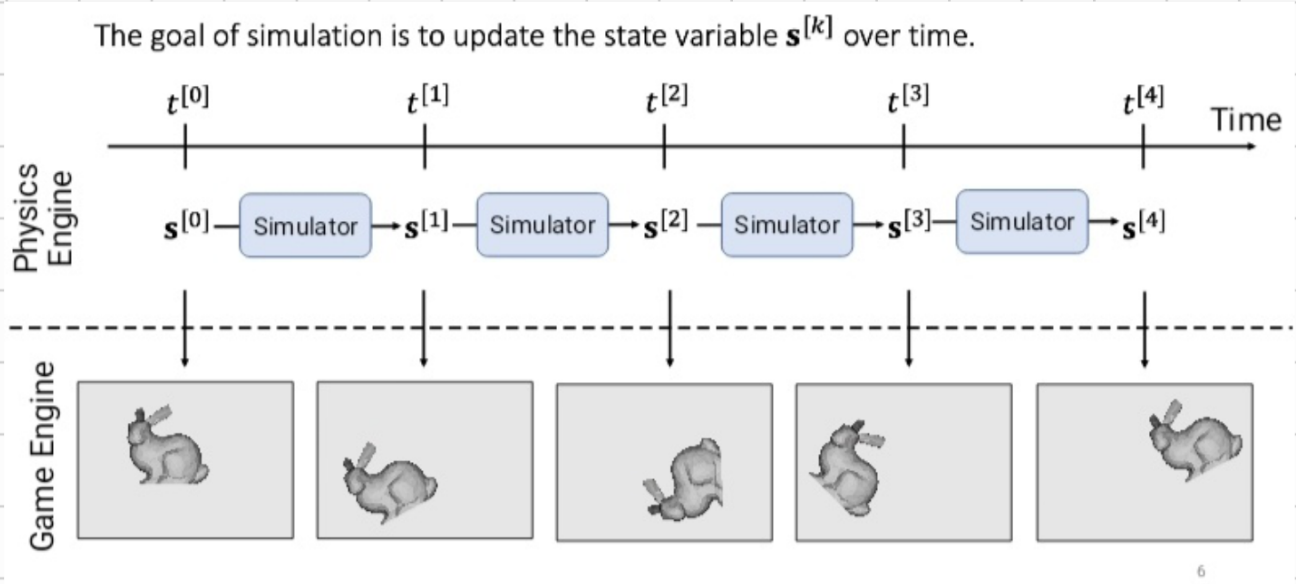 The goal of simulation is to update the state variable s^[k] over time.
t^[0] t^[1] t^[2] t^[3] t^[4]
Time
Physics
Engine
s^[0] Simulator s^[1] Simulator s^[2] Simulator s^[3] Simulator s^[4]
Game Engine
6